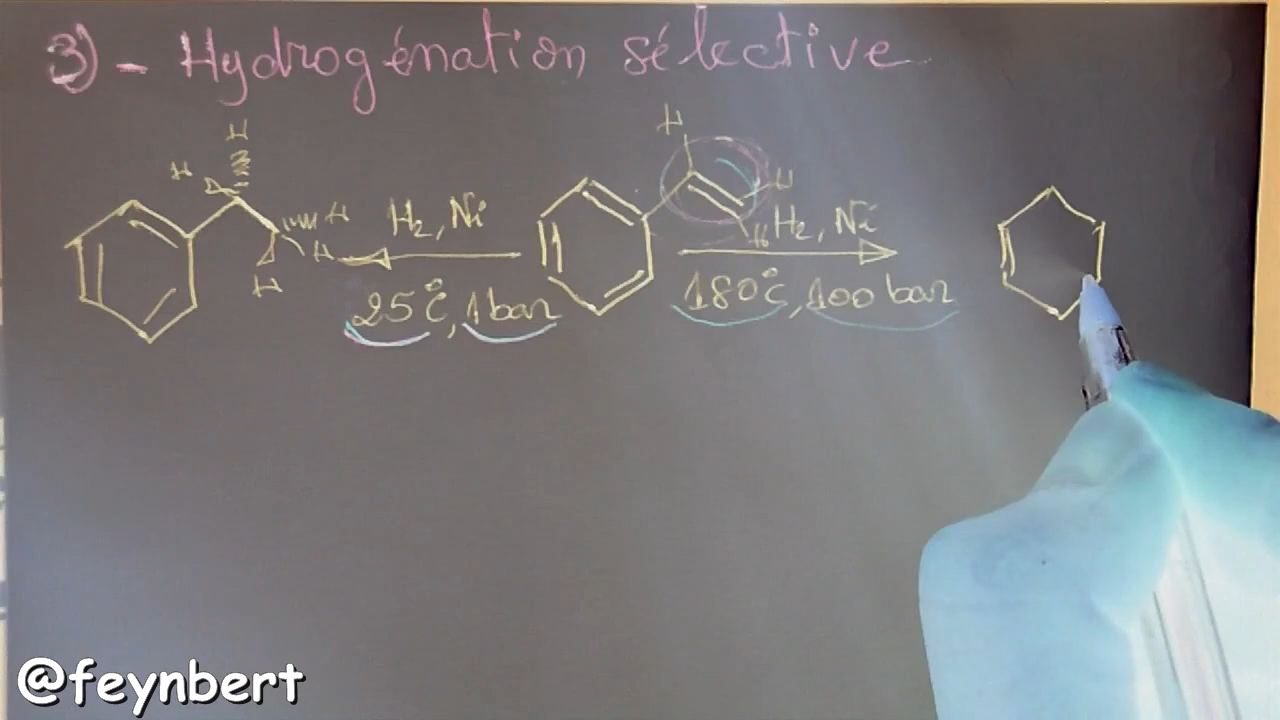 3) - Hydrogénation sélective
H
H
H
H
H
H₂, Ni
25°C, 1 bar
H
H
H
H₂, Ni
180°C, 100 bar
@feynbert